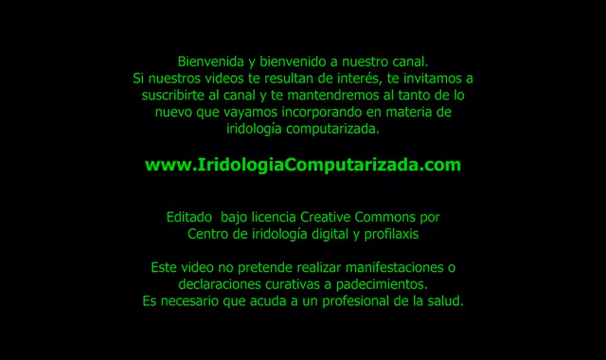 Bienvenida y bienvenido a nuestro canal.
Si nuestros videos te resultan de interés, te invitamos a
suscribirte al canal y te mantendremos al tanto de lo
nuevo que vayamos incorporando en materia de
iridología computarizada.
www.IridologiaComputarizada.com
Editado bajo licencia Creative Commons por
Centro de iridología digital y profilaxis
Este video no pretende realizar manifestaciones o
declaraciones curativas a padecimientos.
Es necesario que acuda a un profesional de la salud.